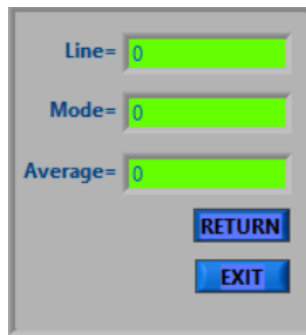 Line= 0
Mode= 0
Average= 0
RETURN
EXIT